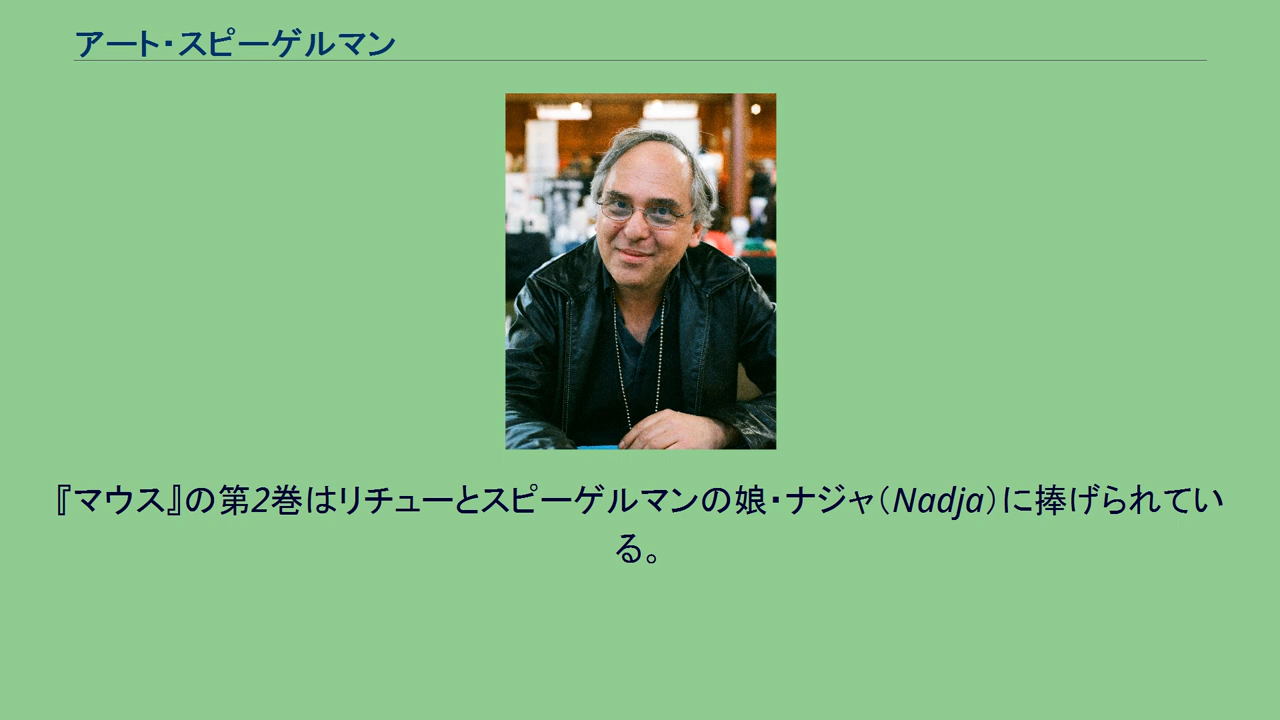 アート・スピーゲルマン
『マウス』の第2巻はリチューとスピーゲルマンの娘・ナジャ（Nadja）に捧げられてい
る。